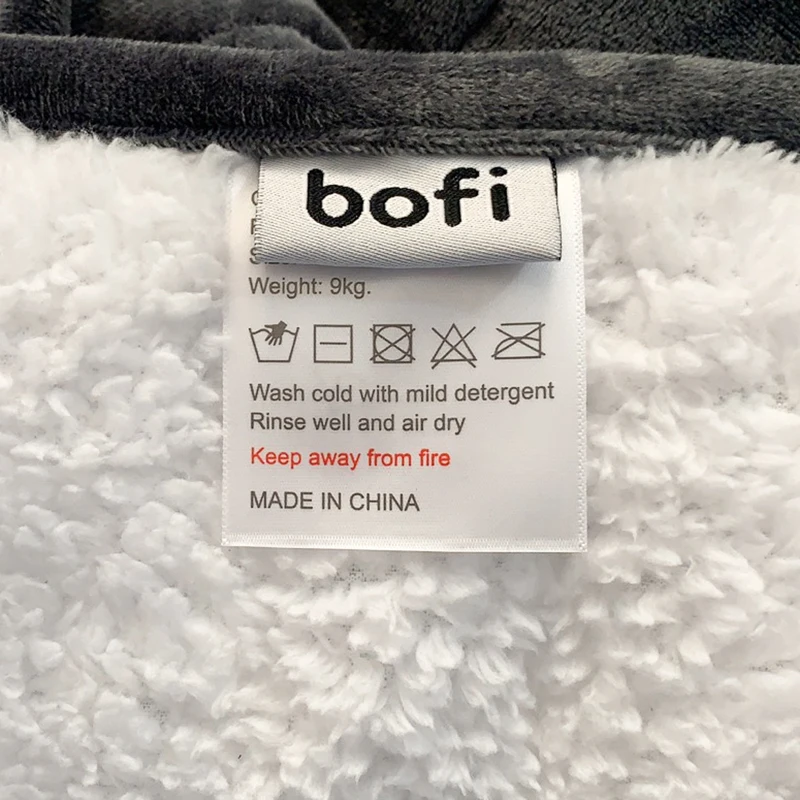 bofi
Weight: 9kg.
Wash cold with mild detergent
Rinse well and air dry
Keep away from fire
MADE IN CHINA